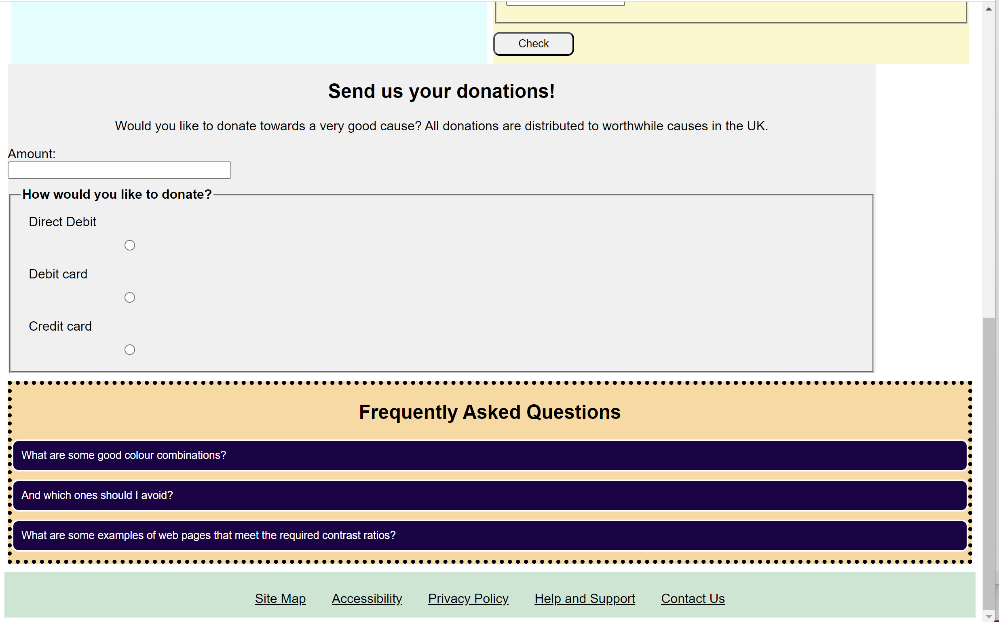 Check
Send us your donations!
Would you like to donate towards a very good cause? All donations are distributed to worthwhile causes in the UK.
Amount:
How would you like to donate?
Direct Debit
Debit card
Credit card
Frequently Asked Questions
What are some good colour combinations?
And which ones should I avoid?
What are some examples of web pages that meet the required contrast ratios?
Site Map Accessibility Privacy Policy Help and Support Contact Us